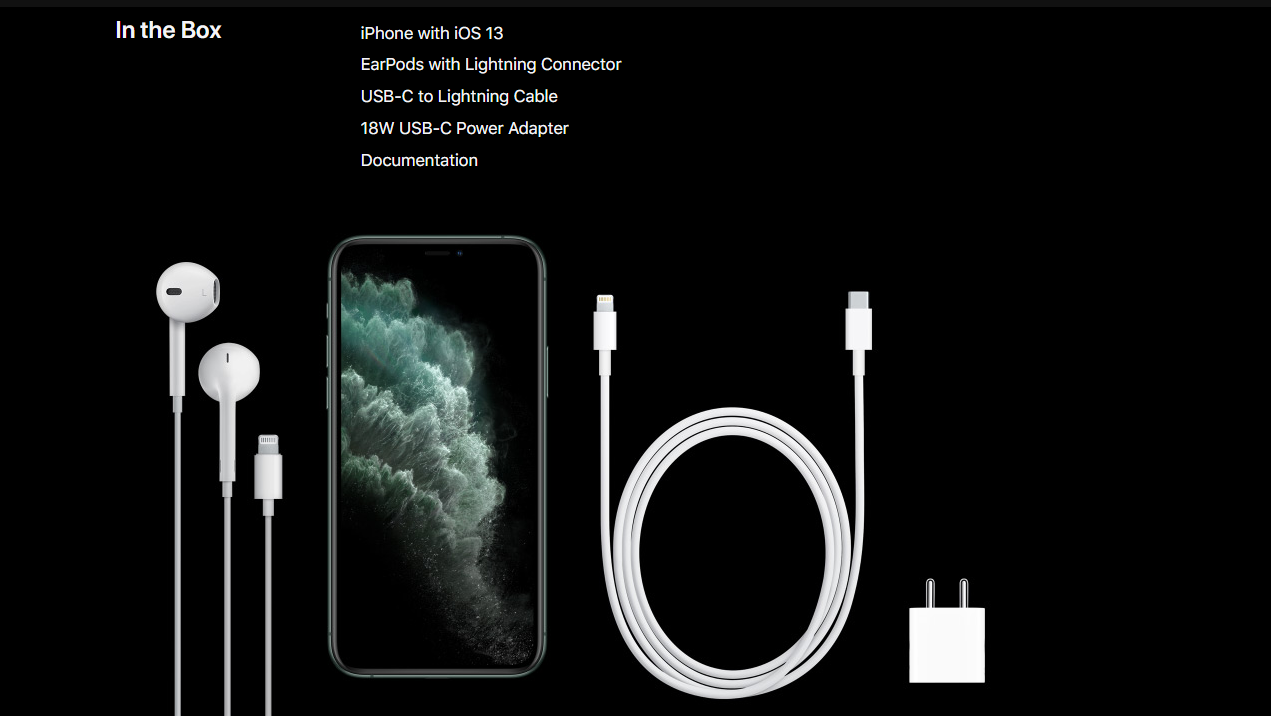 In the Box
iPhone with iOS 13
EarPods with Lightning Connector
USB-C to Lightning Cable
18W USB-C Power Adapter
Documentation
L